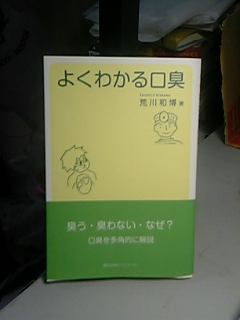 よくわかる口臭
荒川和博 著
臭う・臭わない・なぜ？
口臭を多角的に解説